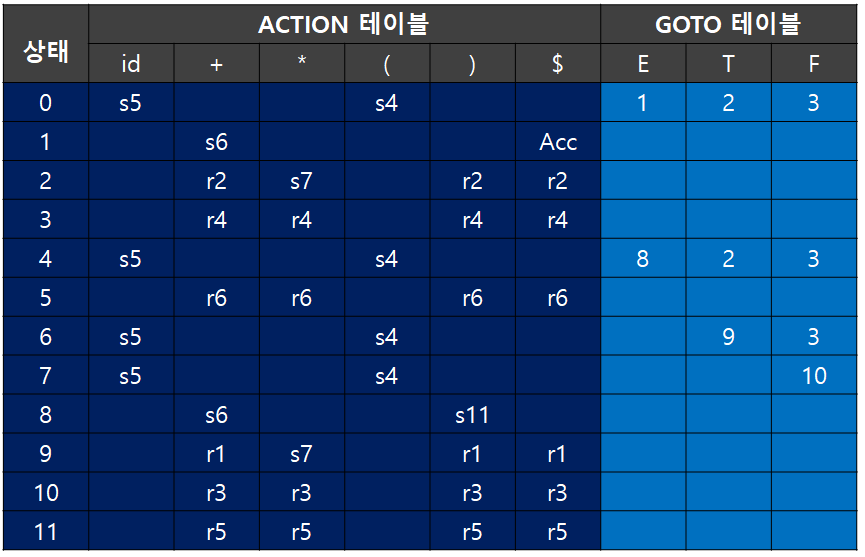 ACTION 테이블 GOTO 테이블
상태
id + * ( ) $ E T F
0 s5 s4 1 2 3
1 s6 Acc
2 r2 s7 r2 r2
3 r4 r4 r4 r4
4 s5 s4 8 2 3
5 r6 r6 r6 r6
6 s5 s4 9 3
7 s5 s4 10
8 s6 s11
9 r1 s7 r1 r1
10 r3 r3 r3 r3
11 r5 r5 r5 r5